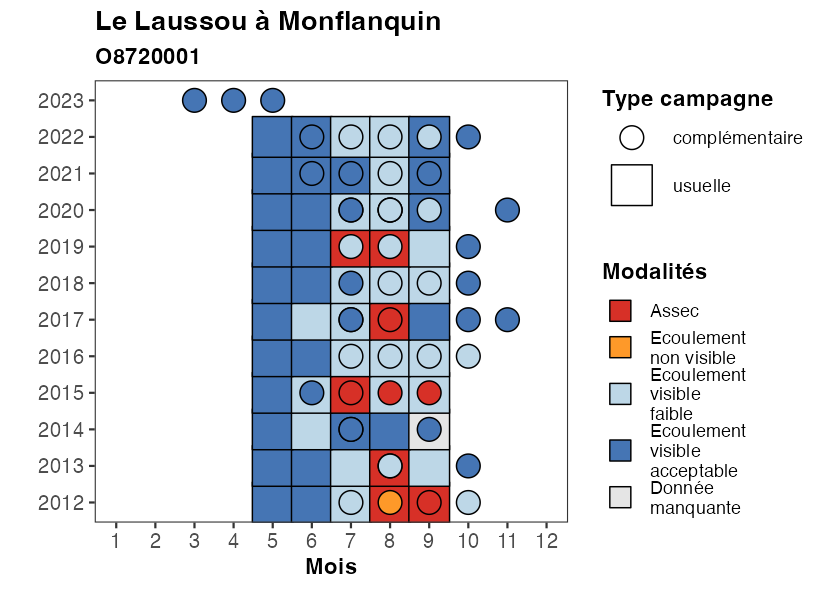 Le Laussou à Monflanquin
O8720001
2023
2022
2021
2020
2019
2018
2017
2016
2015
2014
2013
2012
1 2 3 4 5 6 7 8 9 10 11 12
Mois
Type campagne
complémentaire
usuelle
Modalités
Assec
Ecoulement
non visible
Ecoulement
visible
faible
Ecoulement
visible
acceptable
Donnée
manquante